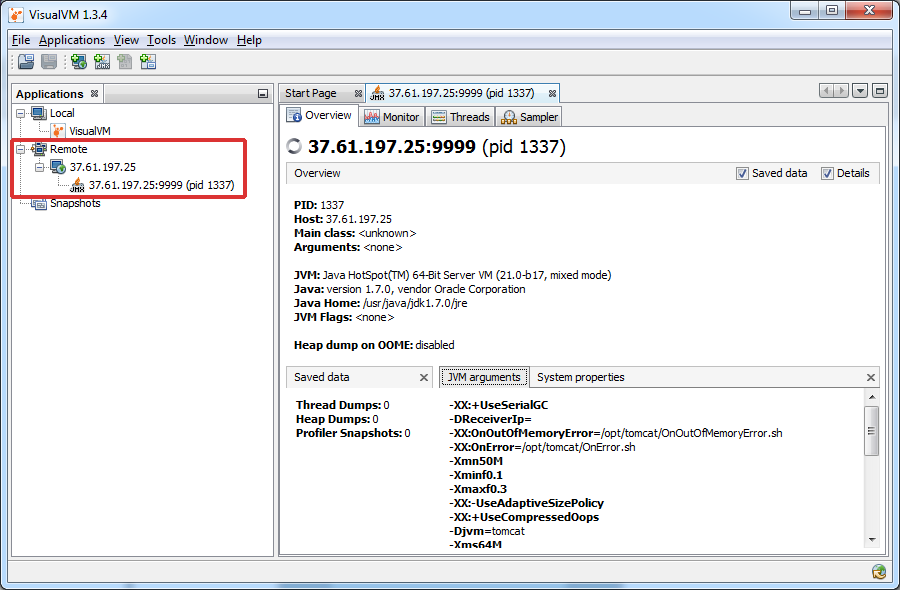 VisualVM 1.3.4
File Applications View Tools Window Help
Applications
Local
VisualVM
Remote
37.61.197.25
37.61.197.25:9999 (pid 1337)
Snapshots
Start Page
JMX 37.61.197.25:9999 (pid 1337)
Overview Monitor Threads Sampler
37.61.197.25:9999 (pid 1337)
Overview Saved data Details
PID: 1337
Host: 37.61.197.25
Main class: <unknown>
Arguments: <none>
JVM: Java HotSpot(TM) 64-Bit Server VM (21.0-b17, mixed mode)
Java: version 1.7.0, vendor Oracle Corporation
Java Home: /usr/java/jdk1.7.0/jre
JVM Flags: <none>
Heap dump on OOME: disabled
Saved data
Thread Dumps: 0
Heap Dumps: 0
Profiler Snapshots: 0
JVM arguments System properties
-XX:+UseSerialGC
-DReceiverIp=
-XX:OnOutOfMemoryError=/opt/tomcat/OnOutOfMemoryError.sh
-XX:OnError=/opt/tomcat/OnError.sh
-Xmn50M
-Xminf0.1
-Xmaxf0.3
-XX:-UseAdaptiveSizePolicy
-XX:+UseCompressedOops
-Djvm=tomcat
-Xms64M